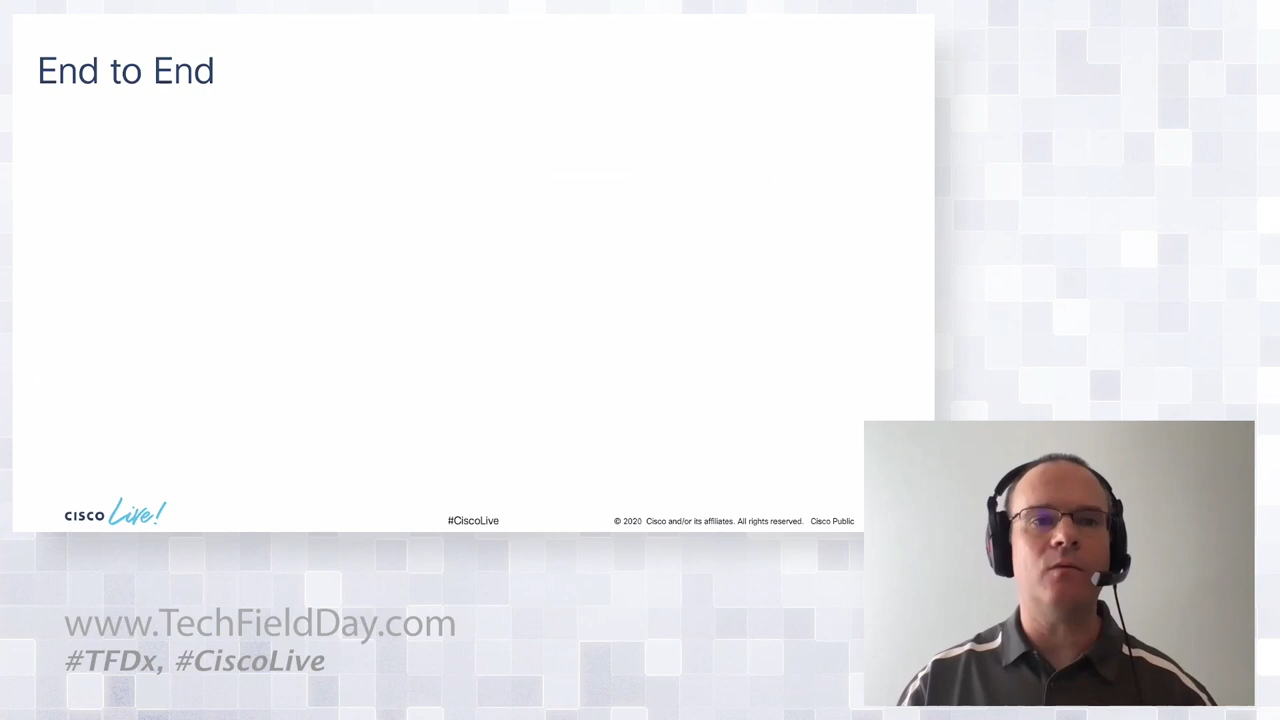 End to End
CISCO Live!
#CiscoLive
© 2020 Cisco and/or its affiliates. All rights reserved. Cisco Public
www.TechFieldDay.com
#TFDx, #CiscoLive